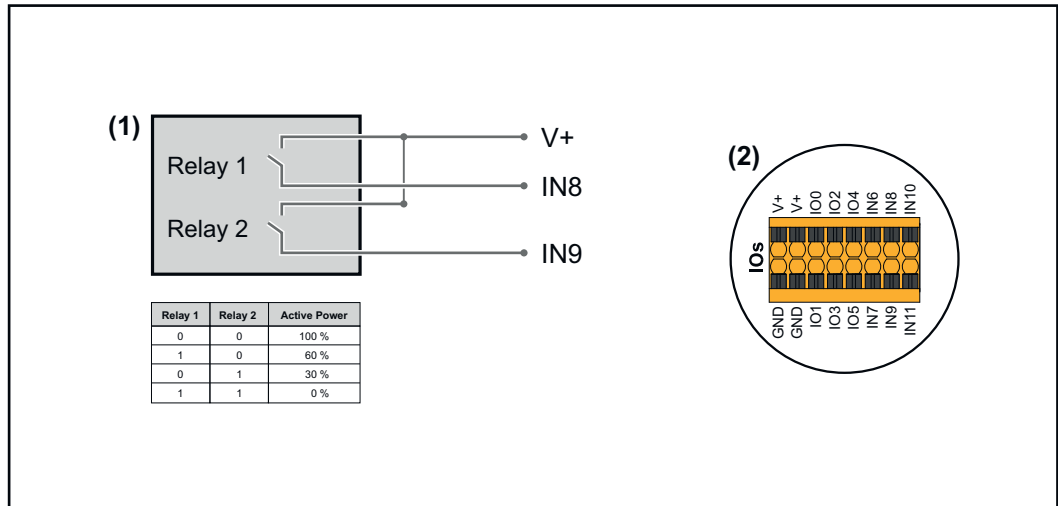 (1)
Relay 1
Relay 2
V+
IN8
IN9
Relay 1 Relay 2 Active Power
0 0 100 %
1 0 60 %
0 1 30 %
1 1 0 %
(2)
V+ V+ IO0 IO2 IO4 IN6 IN8 IN10
IOs
GND GND IO1 IO3 IO5 IN7 IN9 IN11